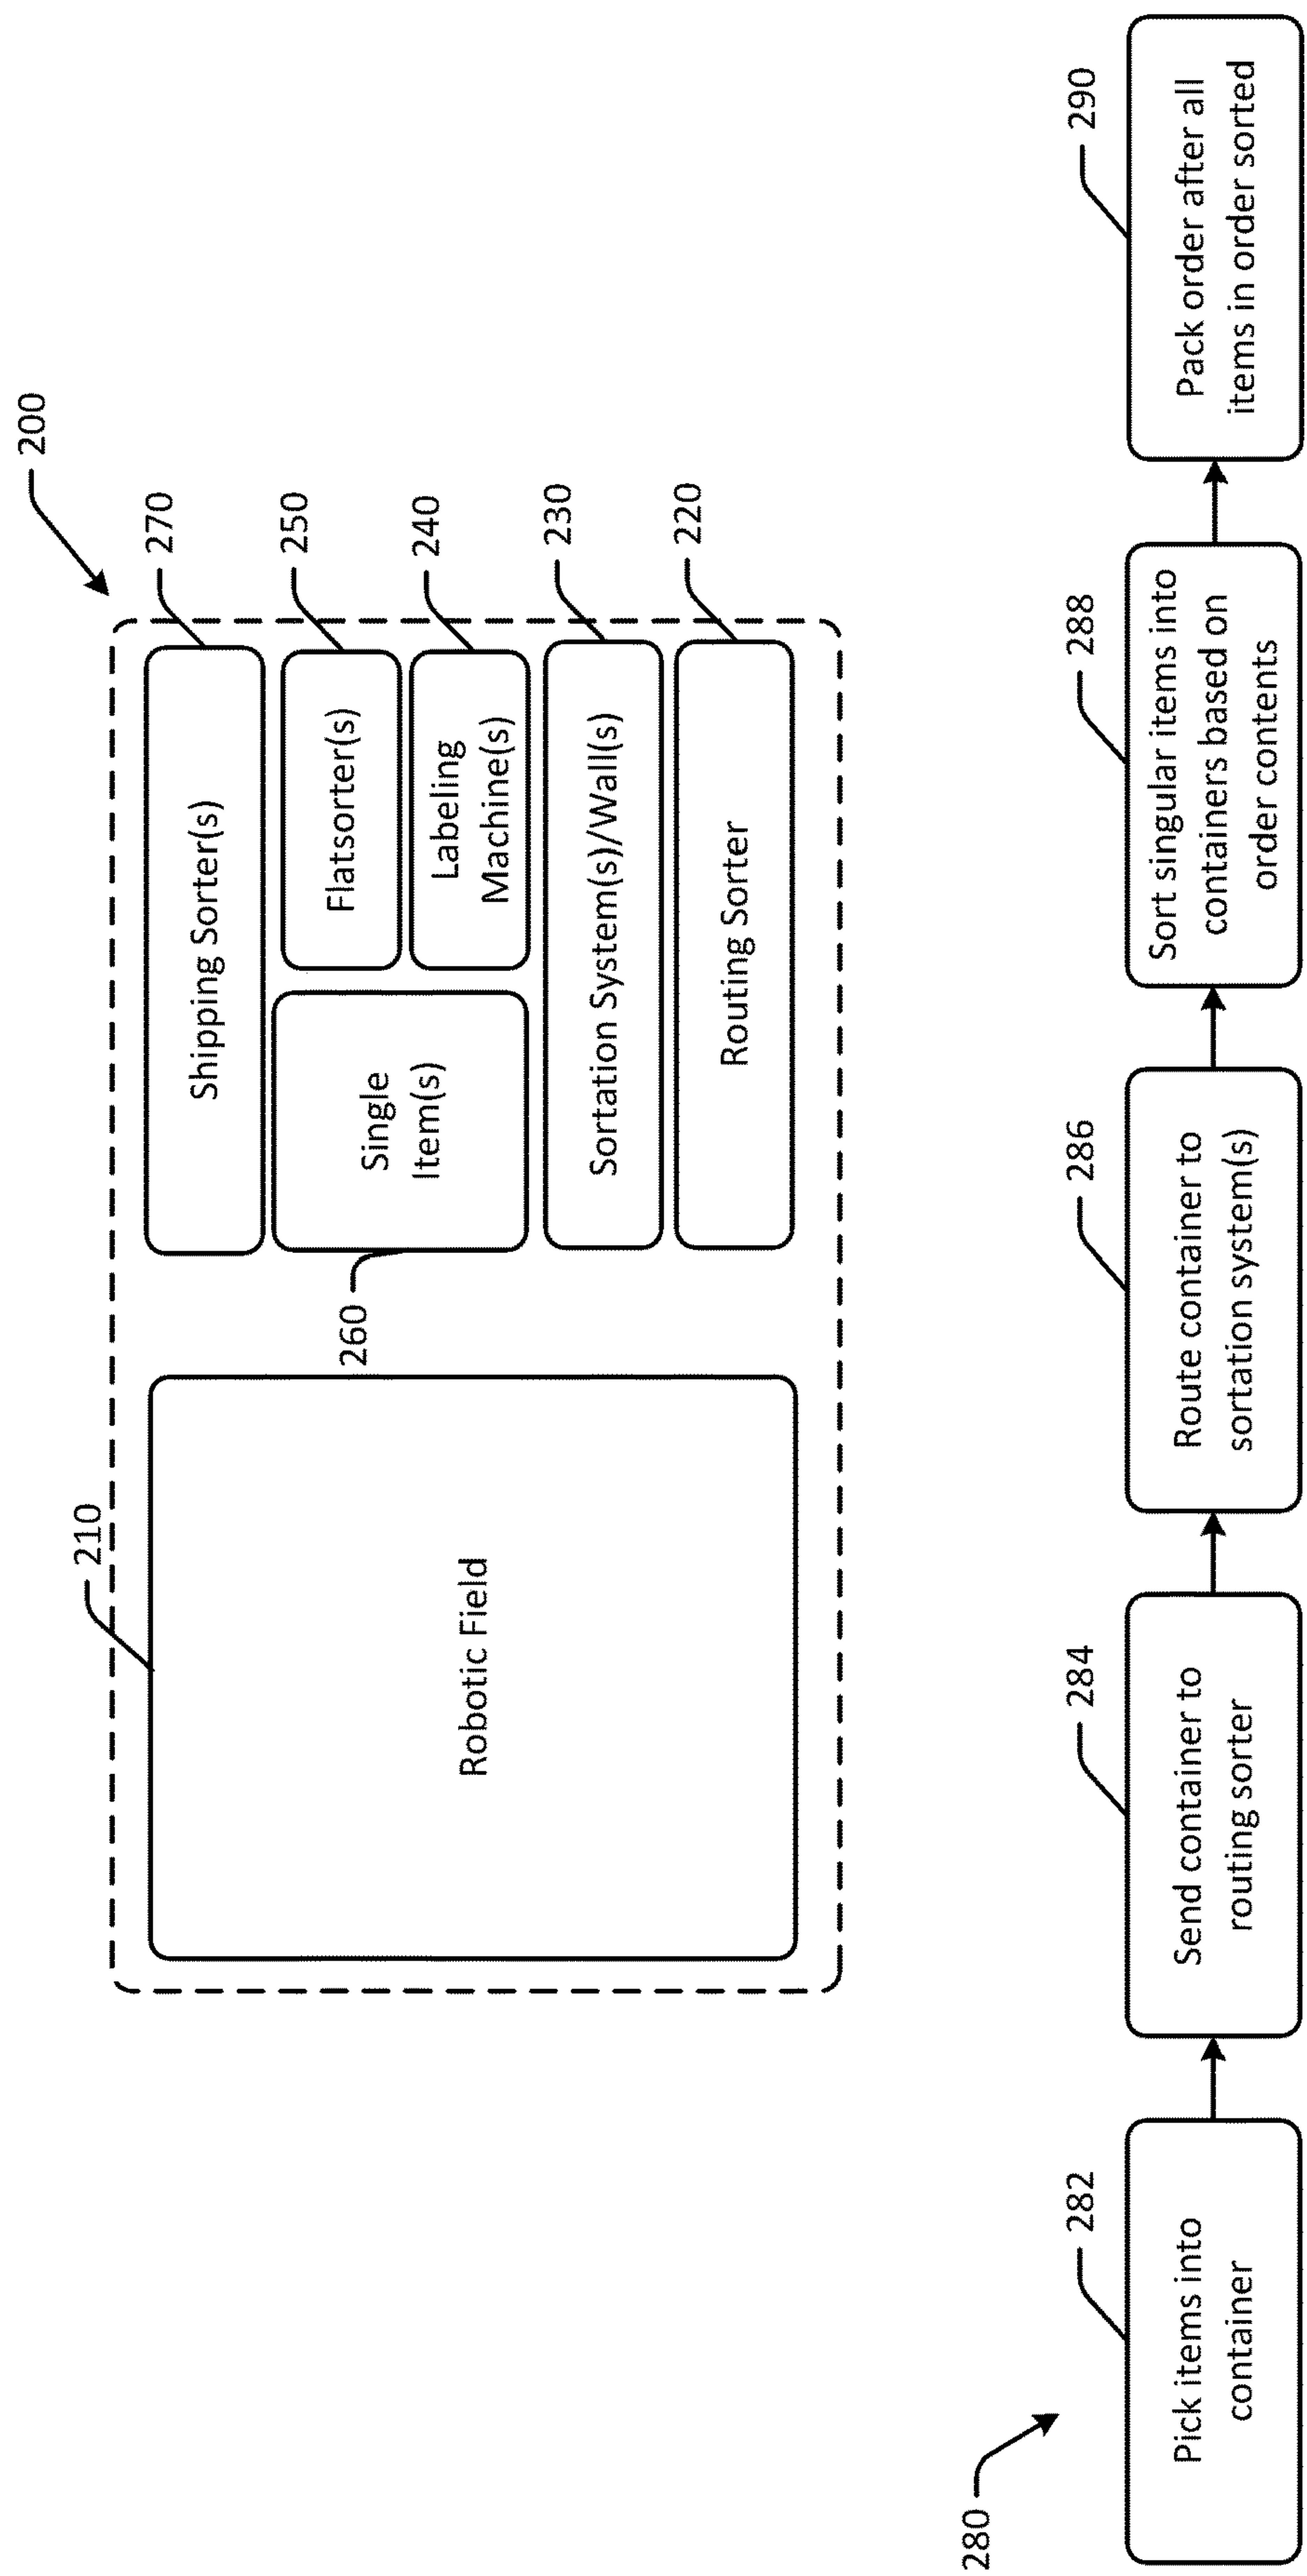 200
210
Robotic Field
Shipping Sorter(s)
270
260
Single
Item(s)
Flatsorter(s)
250
Labeling
Machine(s)
240
Sortation System(s)/Wall(s)
230
Routing Sorter
220
280
282
Pick items into
container
284
Send container to
routing sorter
286
Route container to
sortation system(s)
288
Sort singular items into
containers based on
order contents
290
Pack order after all
items in order sorted